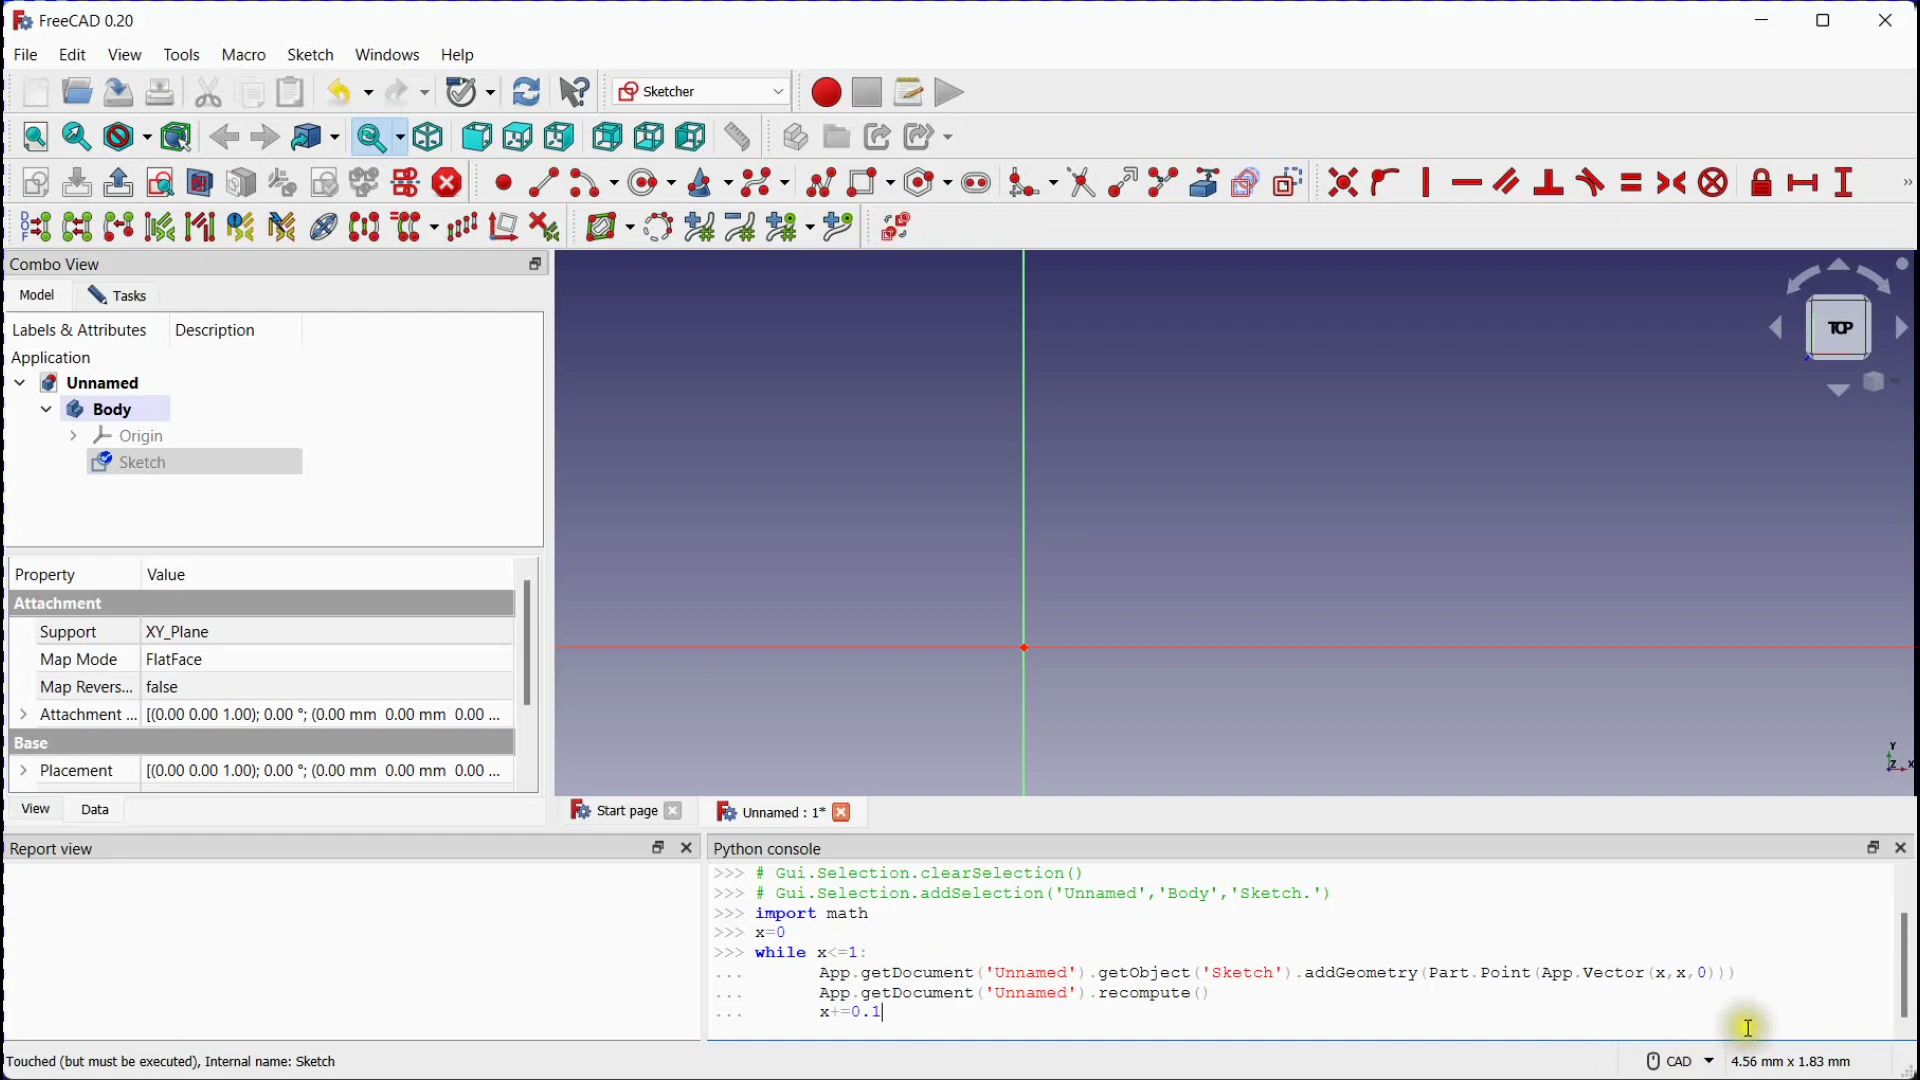 FreeCAD 0.20
File Edit View Tools Macro Sketch Windows Help
Sketcher
Combo View
Model Tasks
Labels & Attributes Description
Application
Unnamed
Body
Origin
Sketch
TOP
Property Value
Attachment
Support XY_Plane
Map Mode FlatFace
Map Revers... false
Attachment ... [(0.00 0.00 1.00); 0.00 °; (0.00 mm 0.00 mm 0.00 ...
Base
Placement [(0.00 0.00 1.00); 0.00 °; (0.00 mm 0.00 mm 0.00 ...
Y
Z X
View Data
Start page Unnamed : 1*
Report view
Python console
>>> # Gui.Selection.clearSelection()
>>> # Gui.Selection.addSelection('Unnamed','Body','Sketch.')
>>> import math
>>> x=0
>>> while x<=1:
... App.getDocument('Unnamed').getObject('Sketch').addGeometry(Part.Point(App.Vector(x,x,0)))
... App.getDocument('Unnamed').recompute()
... x+=0.1
Touched (but must be executed), Internal name: Sketch
CAD 4.56 mm x 1.83 mm